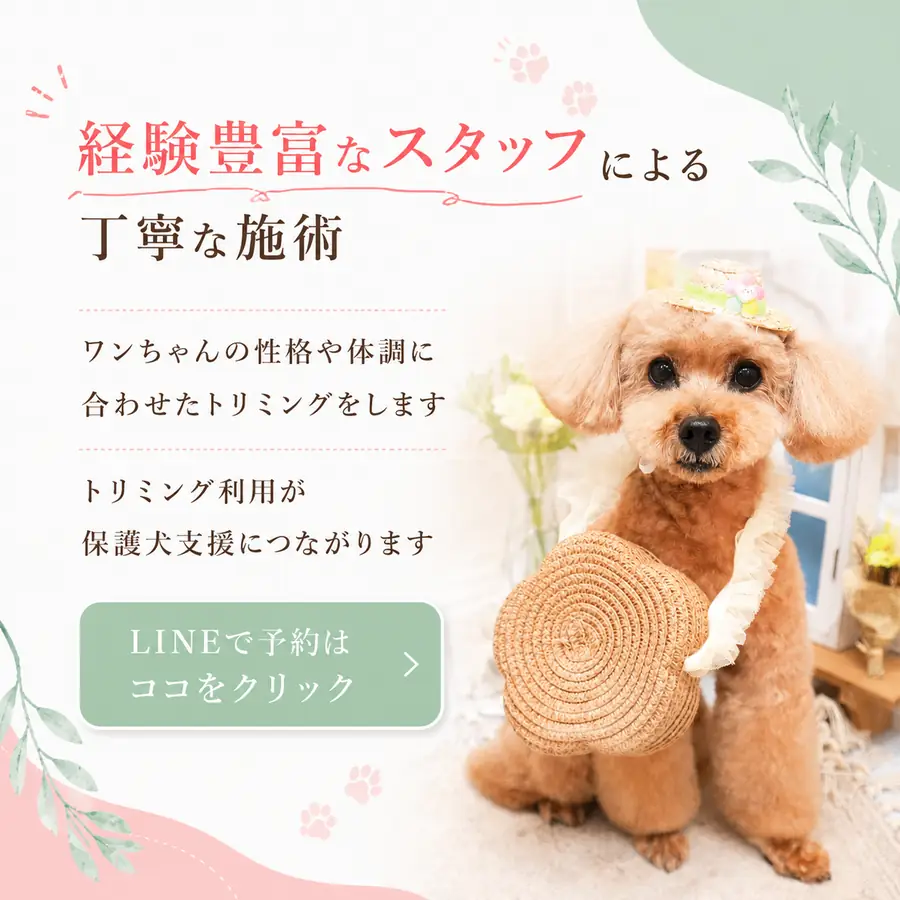 経験豊富なスタッフによる
丁寧な施術
ワンちゃんの性格や体調に
合わせたトリミングをします
トリミング利用が
保護犬支援につながります
LINEで予約は
ココをクリック